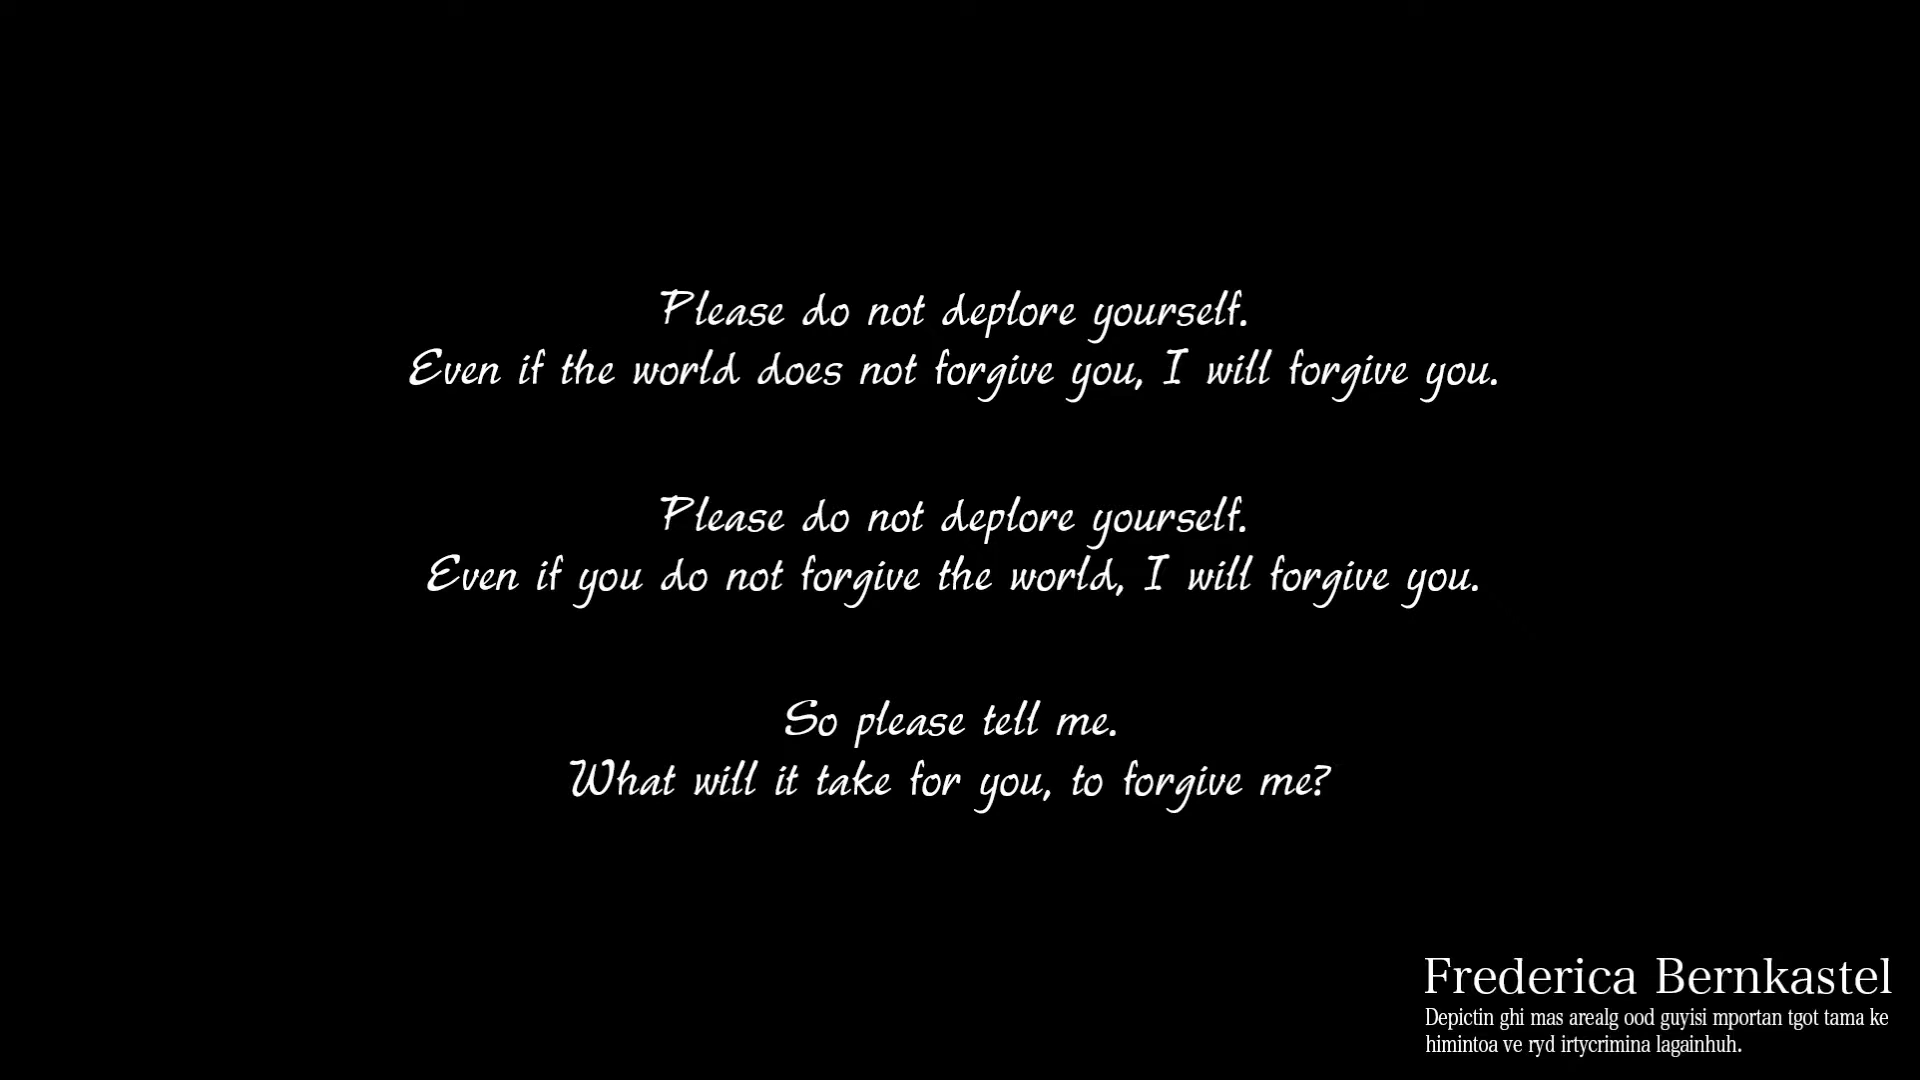 Please do not deplore yourself.
Even if the world does not forgive you, I will forgive you.
Please do not deplore yourself.
Even if you do not forgive the world, I will forgive you.
So please tell me.
What will it take for you, to forgive me?
Frederica Bernkastel
Depictin ghi mas arealg ood guyisi mportan tgot tama ke
himintoa ve ryd irtycrimina lagainhuh.